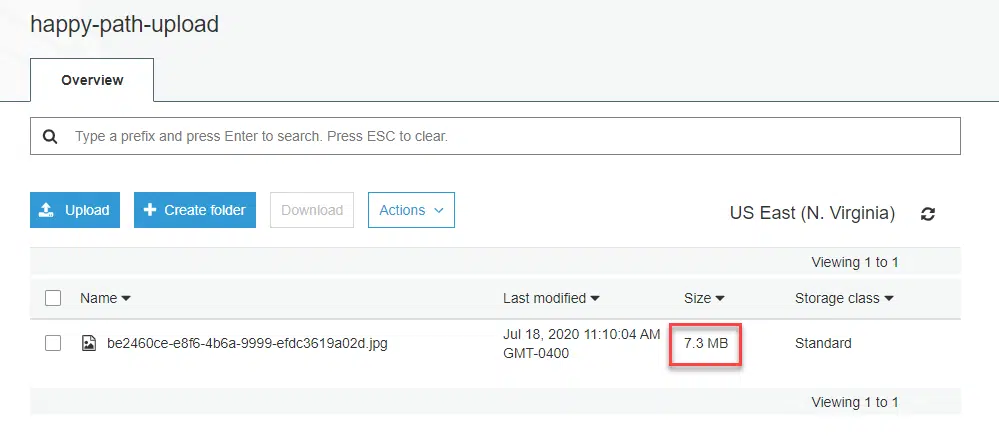 happy-path-upload
Overview
Type a prefix and press Enter to search. Press ESC to clear.
Upload Create folder Download Actions US East (N. Virginia)
Viewing 1 to 1
Name Last modified Size Storage class
be2460ce-e8f6-4b6a-9999-efdc3619a02d.jpg Jul 18, 2020 11:10:04 AM 7.3 MB Standard
GMT-0400
Viewing 1 to 1